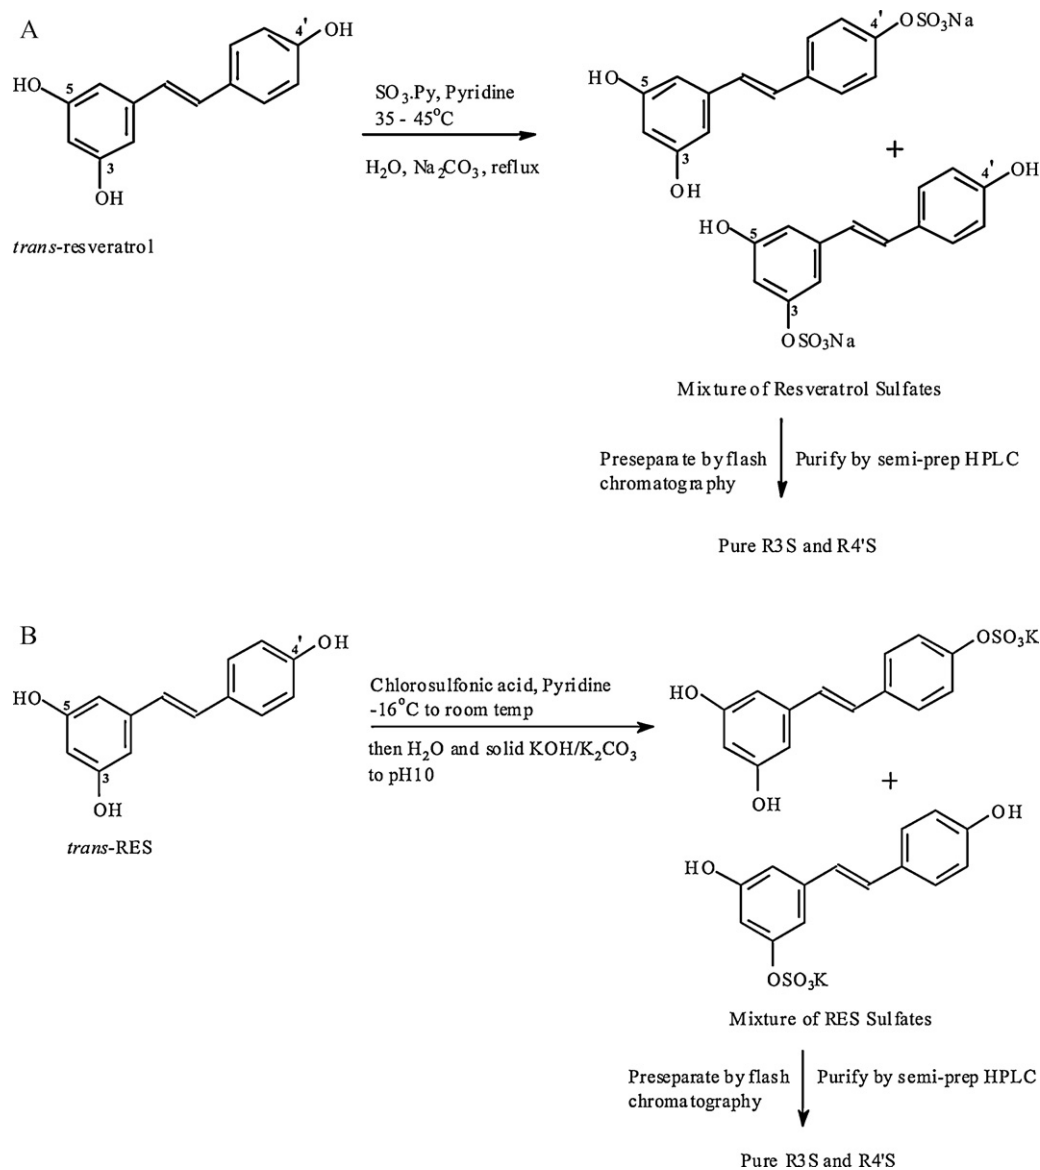 A
OH
4'
HO
5
3
OH
trans-resveratrol
SO3.Py, Pyridine
35 - 45°C
H2O, Na2CO3, reflux
OSO3Na
4'
HO
5
3
OH
+
OH
4'
HO
5
3
OSO3Na
Mixture of Resveratrol Sulfates
Preseparate by flash
chromatography
Purify by semi-prep HPLC
Pure R3S and R4'S
B
OH
4'
HO
5
3
OH
trans-RES
Chlorosulfonic acid, Pyridine
-16°C to room temp
then H2O and solid KOH/K2CO3
to pH10
OSO3K
HO
OH
+
OH
HO
OSO3K
Mixture of RES Sulfates
Preseparate by flash
chromatography
Purify by semi-prep HPLC
Pure R3S and R4'S